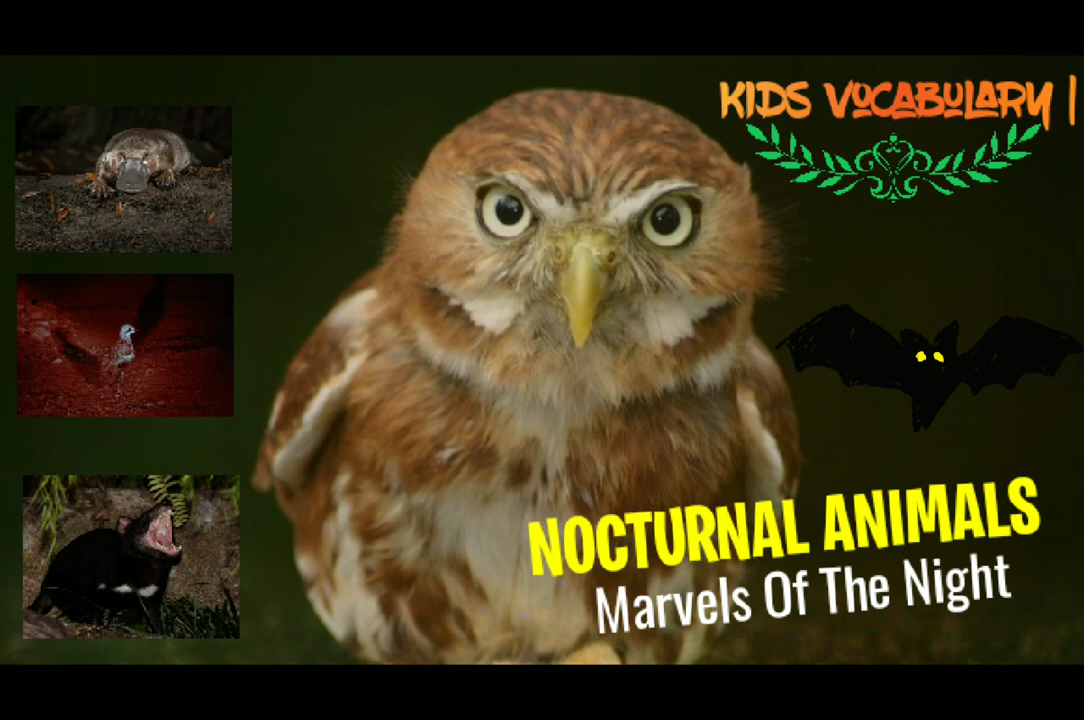 KIDS VOCABULARY |
NOCTURNAL ANIMALS
Marvels Of The Night